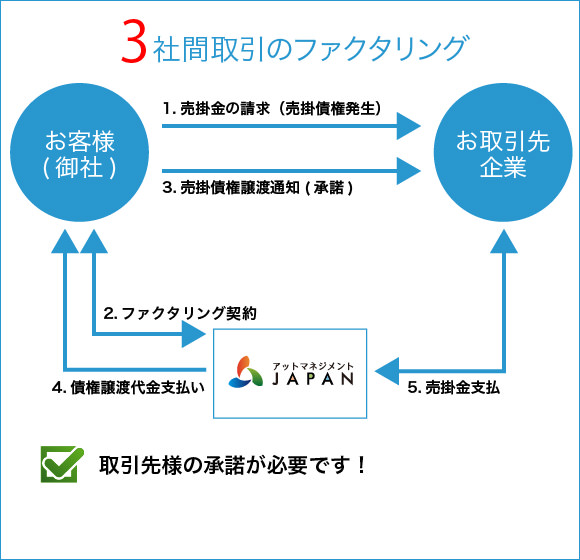 3社間取引のファクタリング
1. 売掛金の請求（売掛債権発生）
お客様
( 御社 )
お取引先
企業
3. 売掛債権譲渡通知 ( 承諾 )
2. ファクタリング契約
アットマネジメント
JAPAN
4. 債権譲渡代金支払い
5. 売掛金支払
取引先様の承諾が必要です！